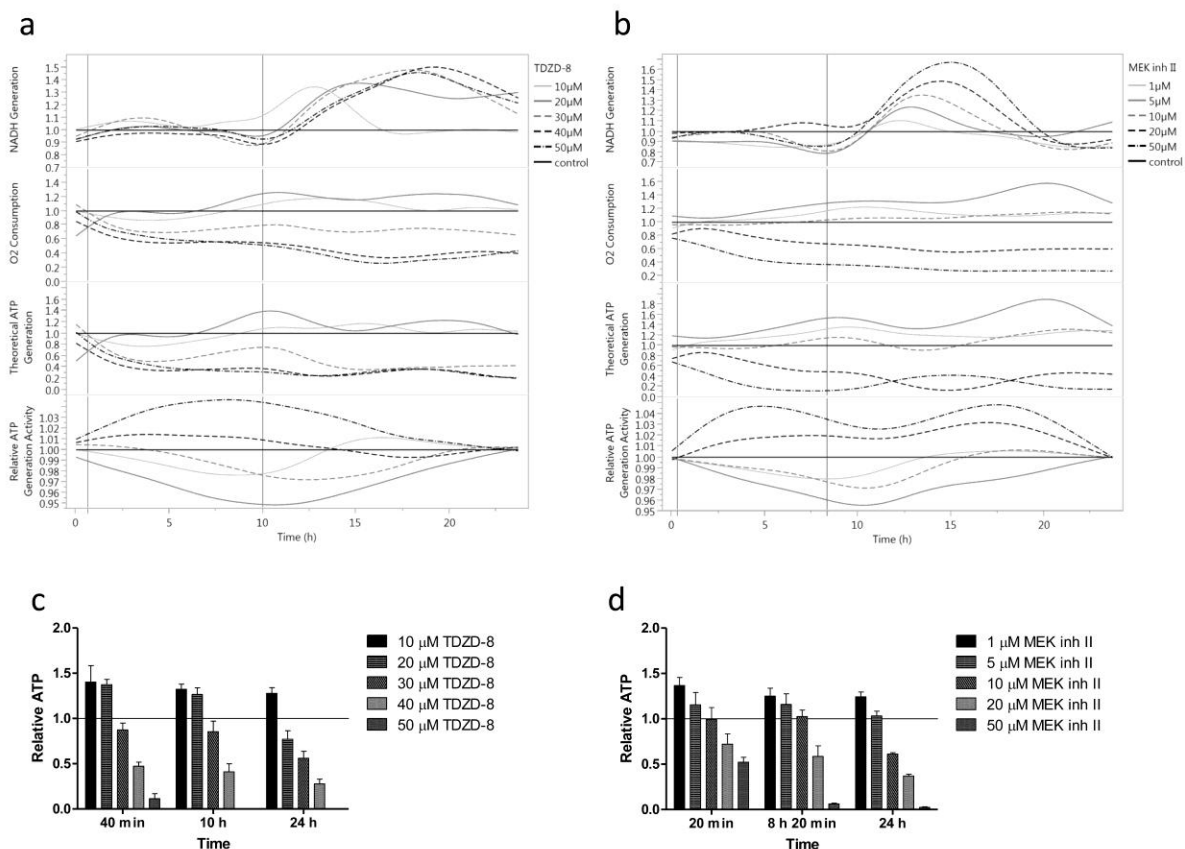 a
NADH Generation
1.5
1.4
1.3
1.2
1.1
1.0
0.9
0.8
0.7
TDZD-8
10µM
20µM
30µM
40µM
50µM
control
O2 Consumption
1.6
1.4
1.2
1.0
0.8
0.6
0.4
0.2
0.0
Theoretical ATP
Generation
1.6
1.4
1.2
1.0
0.8
0.6
0.4
0.2
0.0
Relative ATP
Generation Activity
1.03
1.02
1.01
1.00
0.99
0.98
0.97
0.96
0.95
0 5 10 15 20
Time (h)
b
NADH Generation
1.6
1.5
1.4
1.3
1.2
1.1
1.0
0.9
0.8
0.7
MEK inh II
1µM
5µM
10µM
20µM
50µM
control
O2 Consumption
1.6
1.4
1.2
1.0
0.8
0.6
0.4
0.2
Theoretical ATP
Generation
1.6
1.4
1.2
1.0
0.8
0.6
0.4
0.2
0.0
Relative ATP
Generation Activity
1.04
1.03
1.02
1.01
1.00
0.99
0.98
0.97
0.96
0.95
0 5 10 15 20
Time (h)
c
Relative ATP
2.0
1.5
1.0
0.5
0.0
40 min 10 h 24 h
Time
10 µM TDZD-8
20 µM TDZD-8
30 µM TDZD-8
40 µM TDZD-8
50 µM TDZD-8
d
Relative ATP
2.0
1.5
1.0
0.5
0.0
20 min 8 h 20 min 24 h
Time
1 µM MEK inh II
5 µM MEK inh II
10 µM MEK inh II
20 µM MEK inh II
50 µM MEK inh II